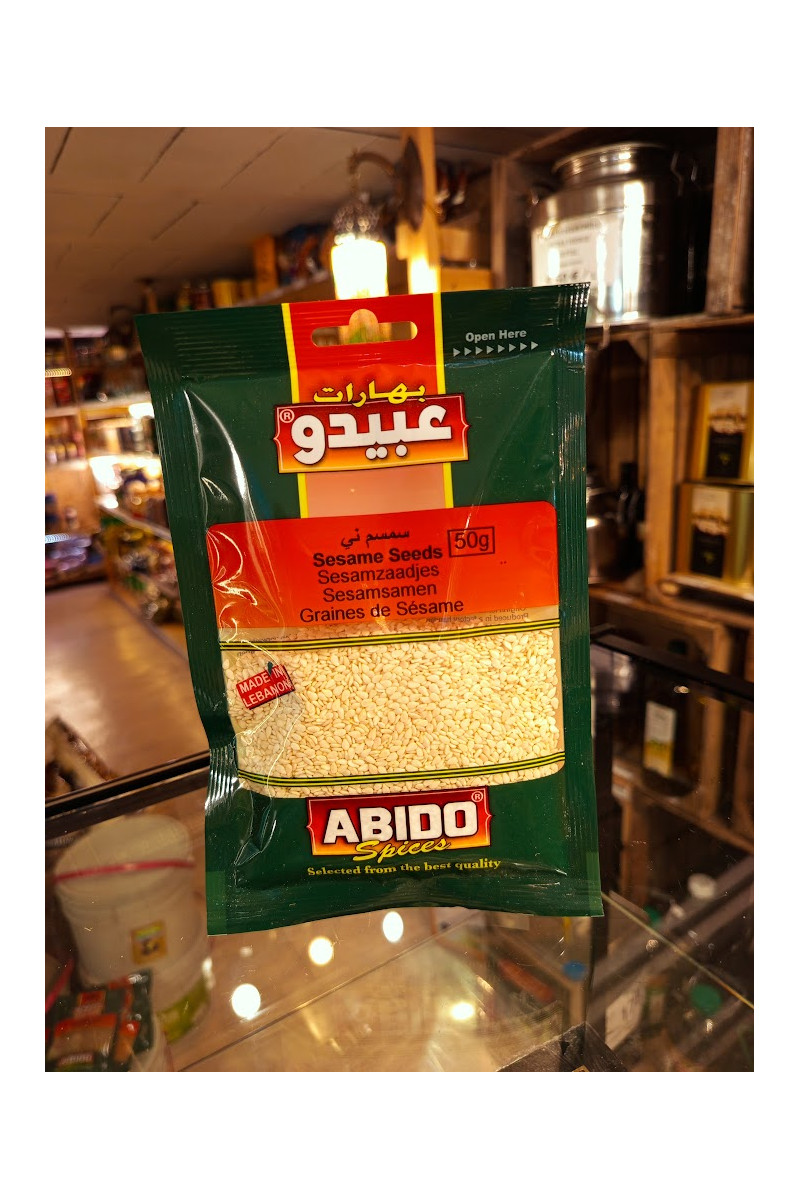 Open Here
بهارات
عبيدو®
سمسم ني
Sesame Seeds 50g
Sesamzaadjes
Sesamsamen
Graines de Sésame
MADE IN
LEBANON
ABIDO®
Spices
Selected from the best quality